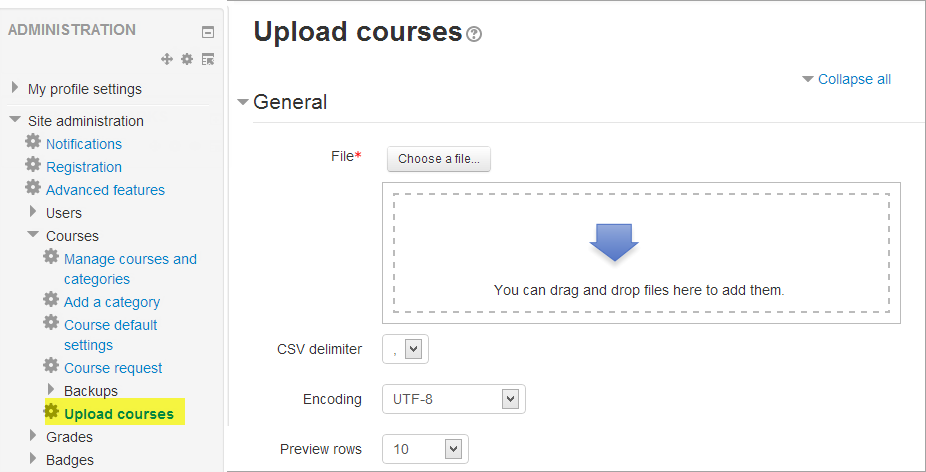 ADMINISTRATION
My profile settings
Site administration
Notifications
Registration
Advanced features
Users
Courses
Manage courses and
categories
Add a category
Course default
settings
Course request
Backups
Upload courses
Grades
Badges
Upload courses
Collapse all
General
File*
Choose a file...
You can drag and drop files here to add them.
CSV delimiter
,
Encoding
UTF-8
Preview rows
10